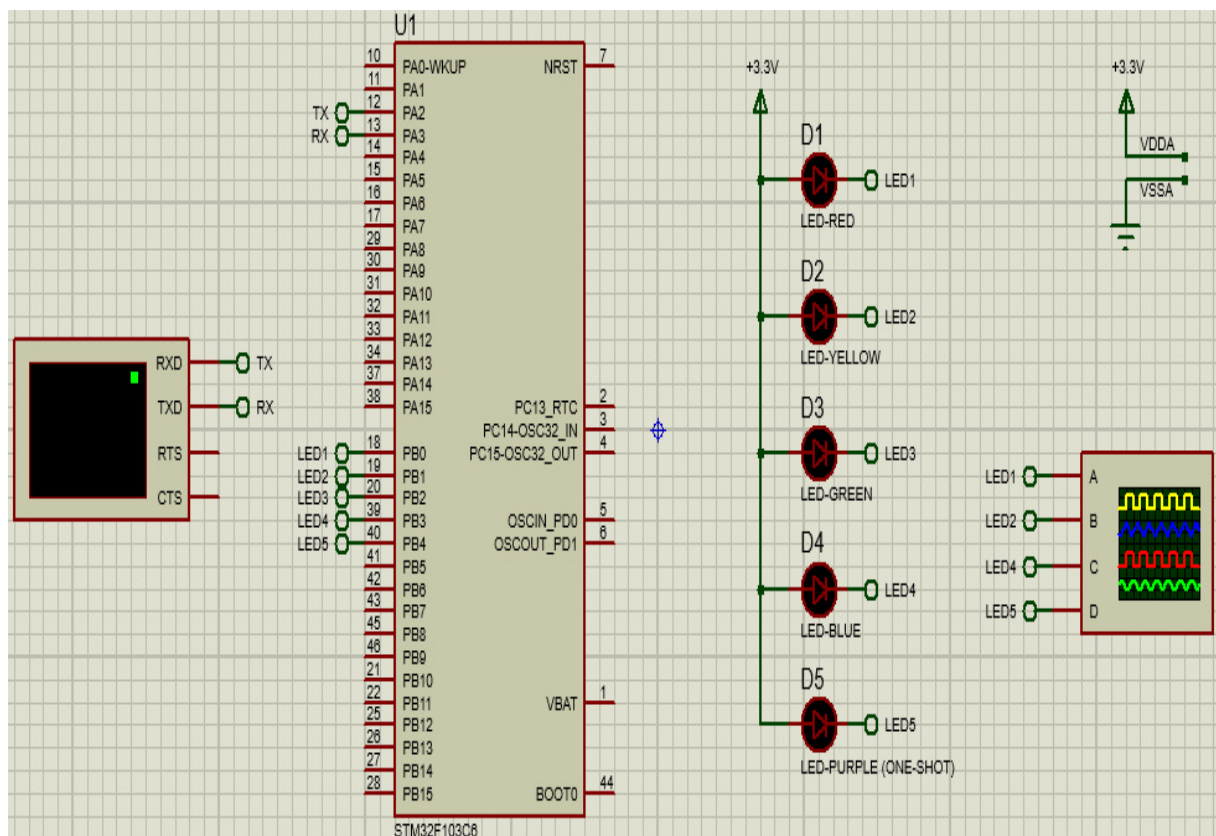 U1
10 PA0-WKUP
11 PA1
TX 12 PA2
RX 13 PA3
14 PA4
15 PA5
16 PA6
17 PA7
29 PA8
30 PA9
31 PA10
32 PA11
33 PA12
34 PA13
37 PA14
38 PA15
LED1 18 PB0
LED2 19 PB1
LED3 20 PB2
LED4 39 PB3
LED5 40 PB4
41 PB5
42 PB6
43 PB7
45 PB8
46 PB9
21 PB10
22 PB11
25 PB12
26 PB13
27 PB14
28 PB15
NRST 7
PC13_RTC 2
PC14-OSC32_IN 3
PC15-OSC32_OUT 4
OSCIN_PD0 5
OSCOUT_PD1 6
VBAT 1
BOOT0 44
STM32F103C6
RXD TX
TXD RX
RTS
CTS
+3.3V
D1
LED1
LED-RED
D2
LED2
LED-YELLOW
D3
LED3
LED-GREEN
D4
LED4
LED-BLUE
D5
LED5
LED-PURPLE (ONE-SHOT)
+3.3V
VDDA
VSSA
LED1 A
LED2 B
LED4 C
LED5 D